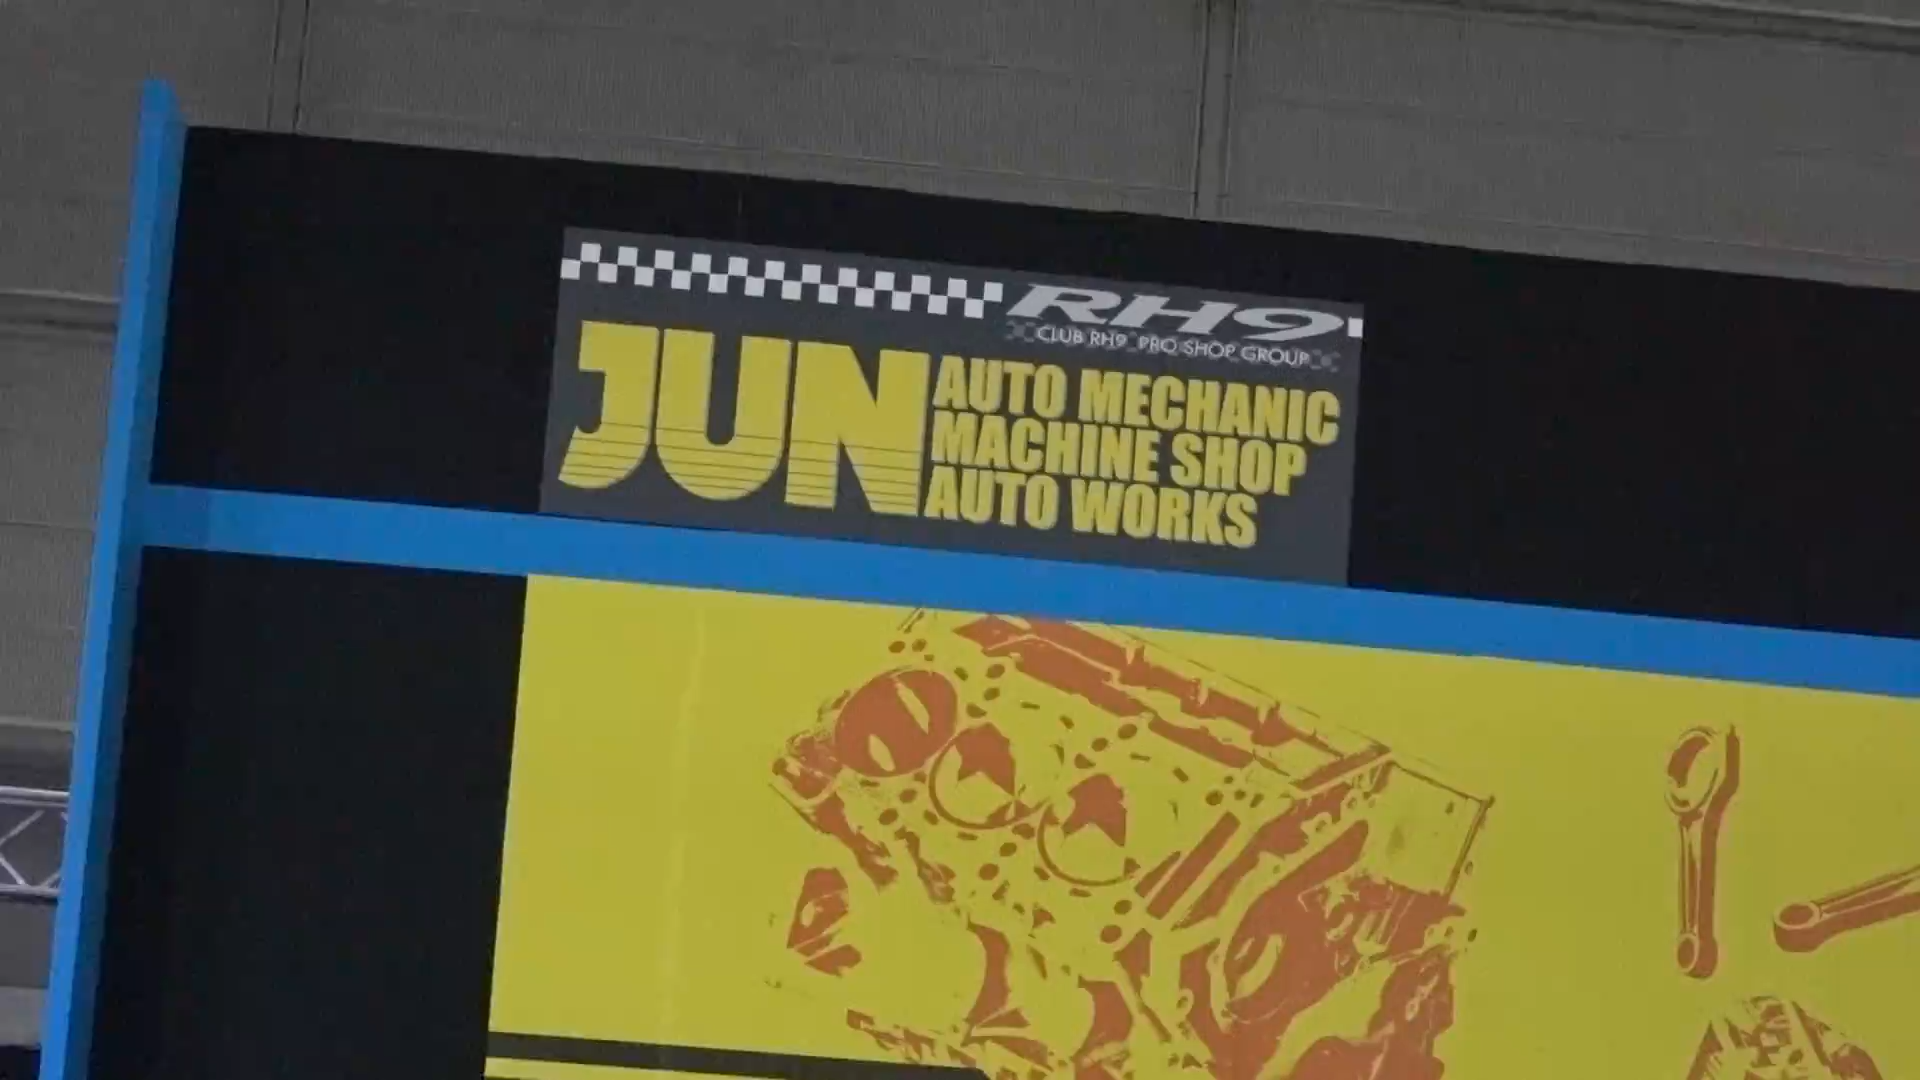 RH9
CLUB RH9 PRO SHOP GROUP
JUN
AUTO MECHANIC
MACHINE SHOP
AUTO WORKS